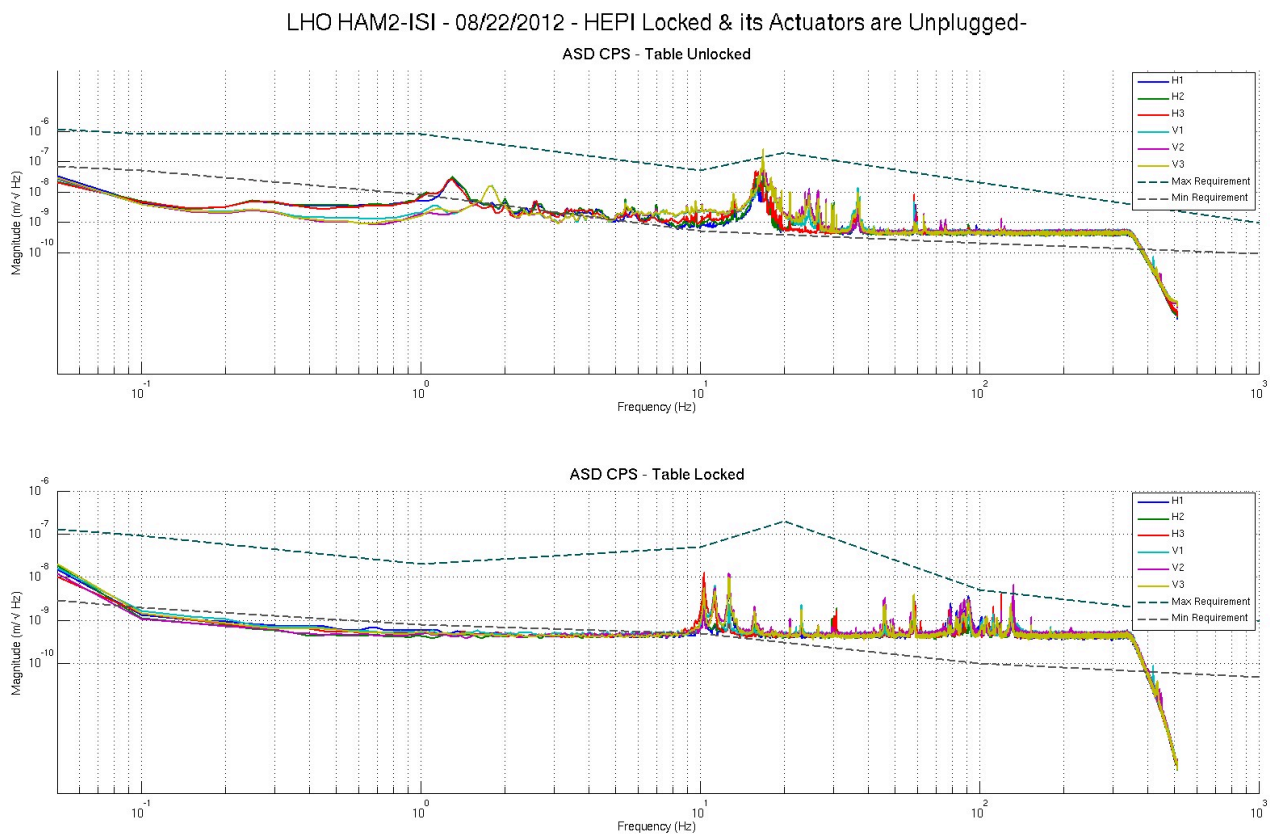 LHO HAM2-ISI - 08/22/2012 - HEPI Locked & its Actuators are Unplugged-
ASD CPS - Table Unlocked
Magnitude (m/√ Hz)
10^-6
10^-7
10^-8
10^-9
10^-10
10^-1
10^0
10^1
10^2
10^3
Frequency (Hz)
H1
H2
H3
V1
V2
V3
Max Requirement
Min Requirement
ASD CPS - Table Locked
Magnitude (m/√ Hz)
10^-6
10^-7
10^-8
10^-9
10^-10
10^-1
10^0
10^1
10^2
10^3
Frequency (Hz)
H1
H2
H3
V1
V2
V3
Max Requirement
Min Requirement